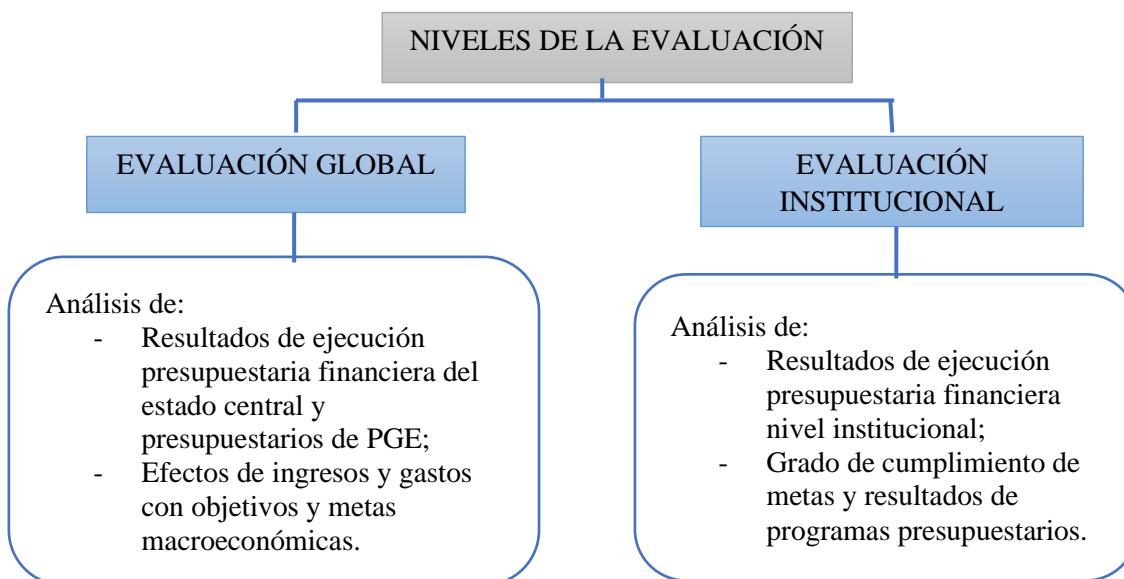 NIVELES DE LA EVALUACIÓN
EVALUACIÓN GLOBAL
EVALUACIÓN
INSTITUCIONAL
Análisis de:
- Resultados de ejecución
presupuestaria financiera del
estado central y
presupuestarios de PGE;
- Efectos de ingresos y gastos
con objetivos y metas
macroeconómicas.
Análisis de:
- Resultados de ejecución
presupuestaria financiera
nivel institucional;
- Grado de cumplimiento de
metas y resultados de
programas presupuestarios.